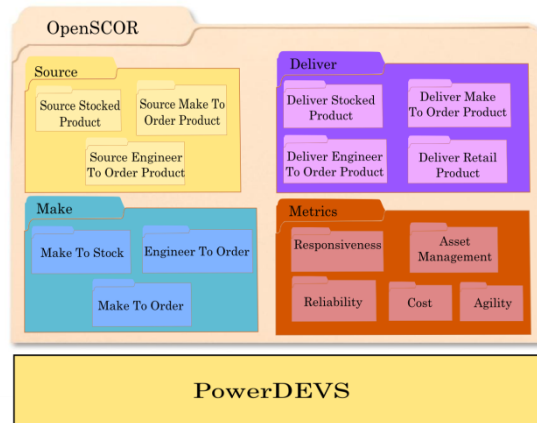 OpenSCOR
Source
Source Stocked
Product
Source Make To
Order Product
Source Engineer
To Order Product
Deliver
Deliver Stocked
Product
Deliver Make
To Order Product
Deliver Engineer
To Order Product
Deliver Retail
Product
Make
Make To Stock
Engineer To Order
Make To Order
Metrics
Responsiveness
Asset
Management
Reliability
Cost
Agility
PowerDEVS